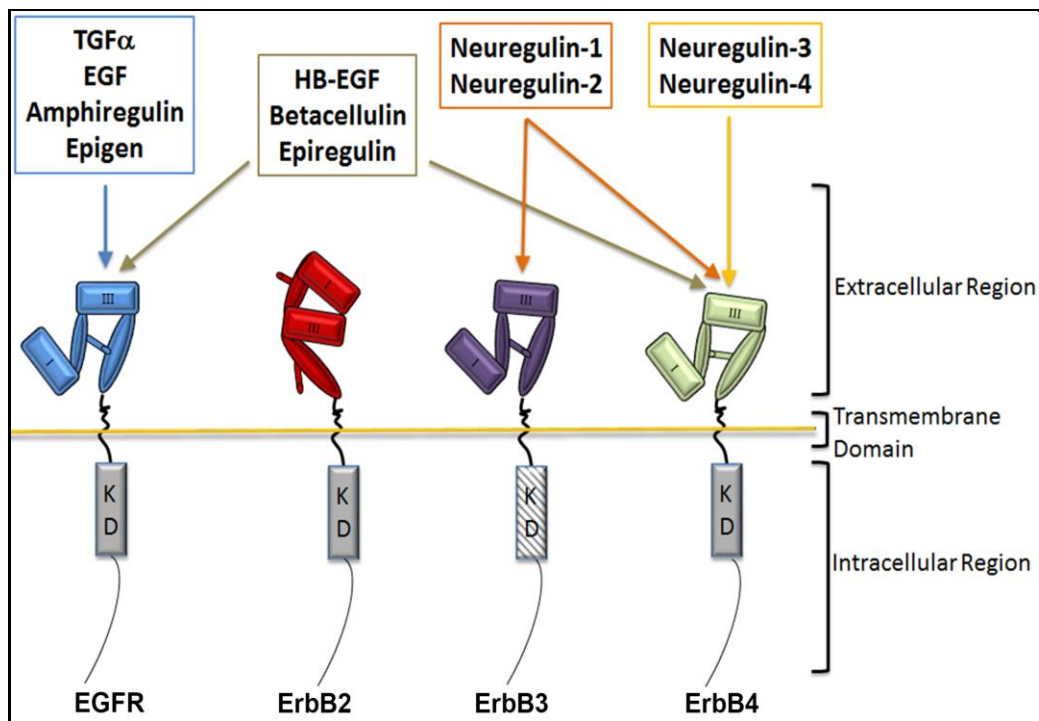 TGFα
EGF
Amphiregulin
Epigen
HB-EGF
Betacellulin
Epiregulin
Neuregulin-1
Neuregulin-2
Neuregulin-3
Neuregulin-4
III
I
I
III
III
I
III
I
Extracellular Region
Transmembrane
Domain
K
D
K
D
K
D
K
D
Intracellular Region
EGFR
ErbB2
ErbB3
ErbB4